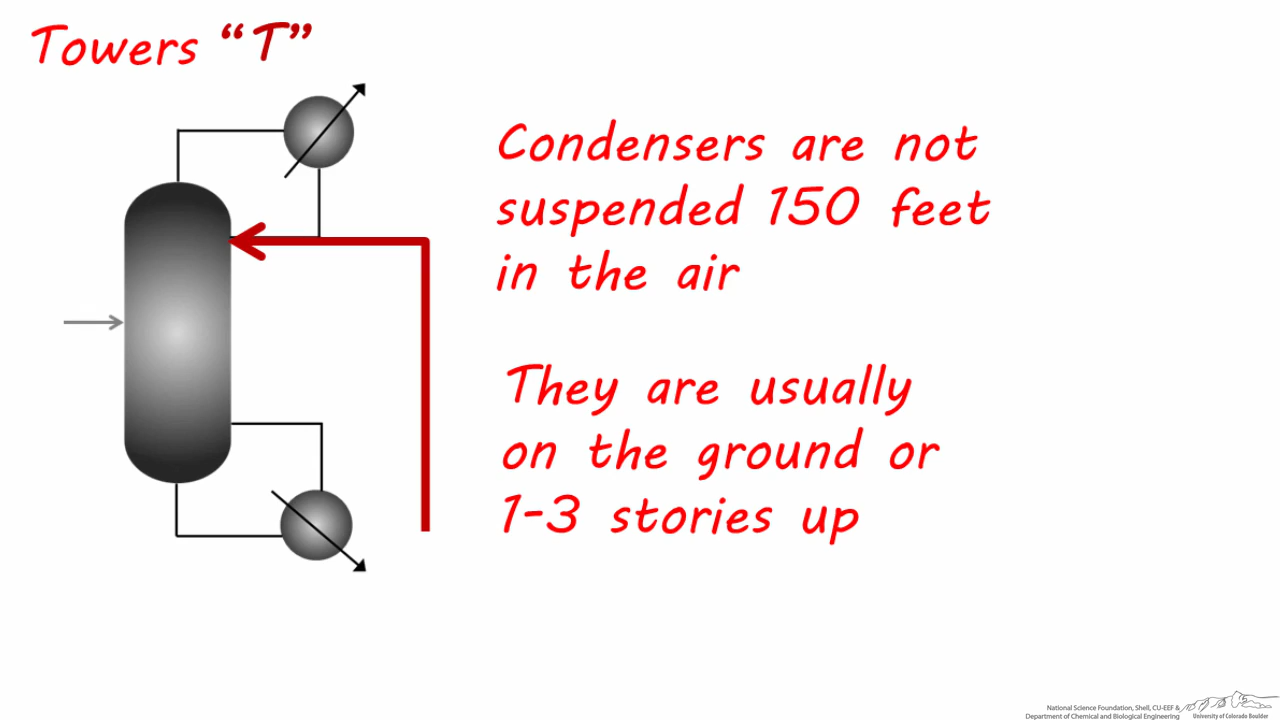 Towers “T”
Condensers are not
suspended 150 feet
in the air
They are usually
on the ground or
1-3 stories up
National Science Foundation, Shell, CU-EEF &
Department of Chemical and Biological Engineering
University of Colorado Boulder